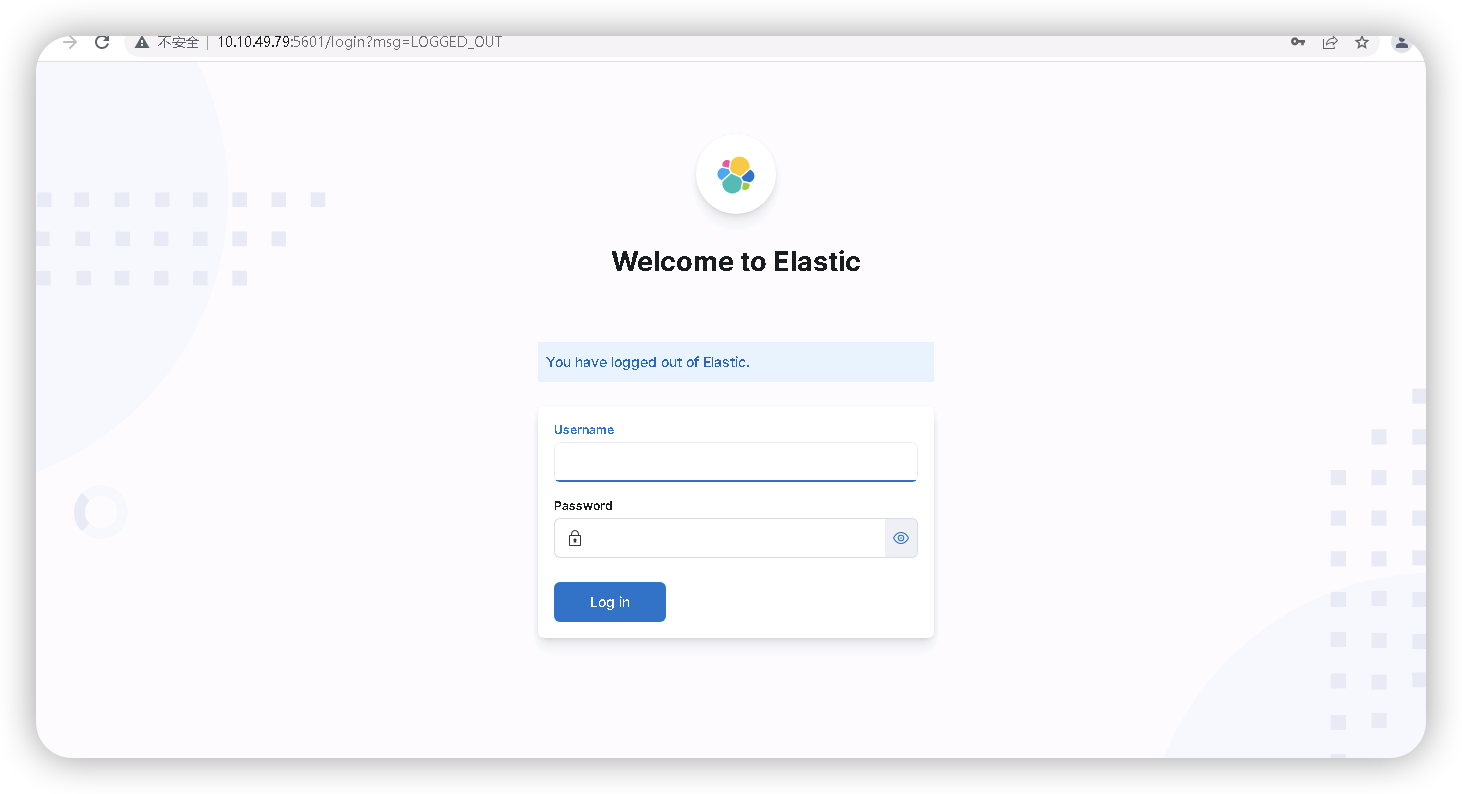 不安全 | 10.10.49.79:5601/login?msg=LOGGED_OUT
Welcome to Elastic
You have logged out of Elastic.
Username
Password
Log in